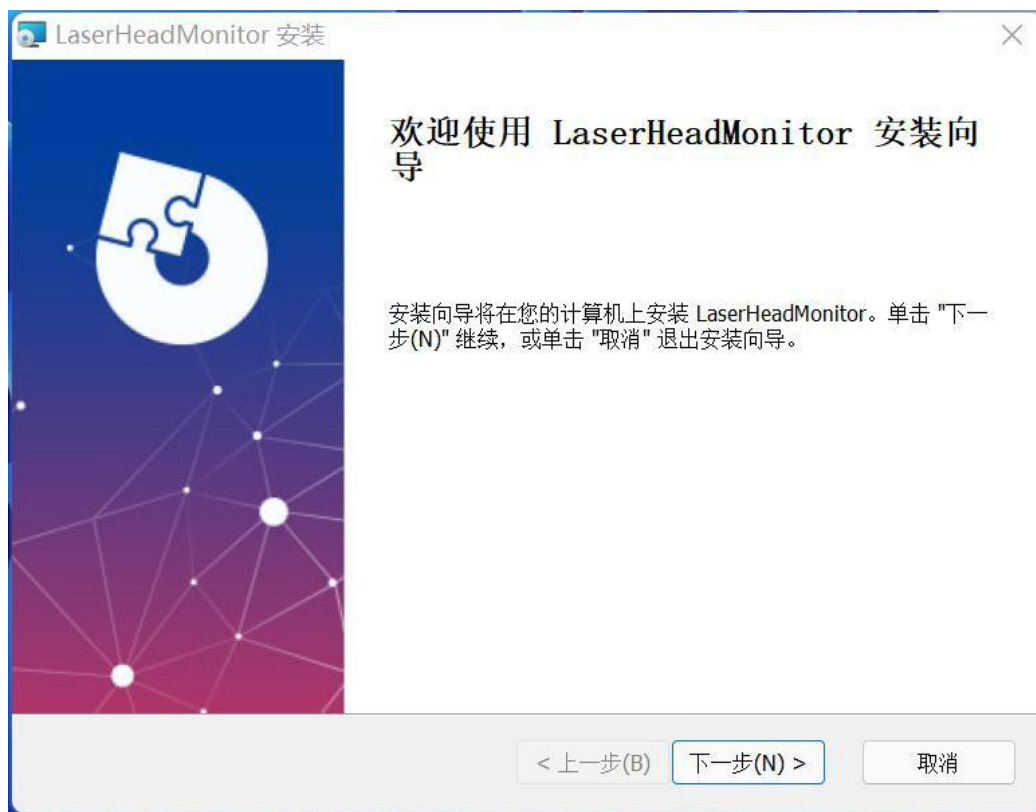 LaserHeadMonitor 安装
欢迎使用 LaserHeadMonitor 安装向
导
安装向导将在您的计算机上安装 LaserHeadMonitor。单击 "下一
步(N)" 继续，或单击 "取消" 退出安装向导。
< 上一步(B) 下一步(N) > 取消